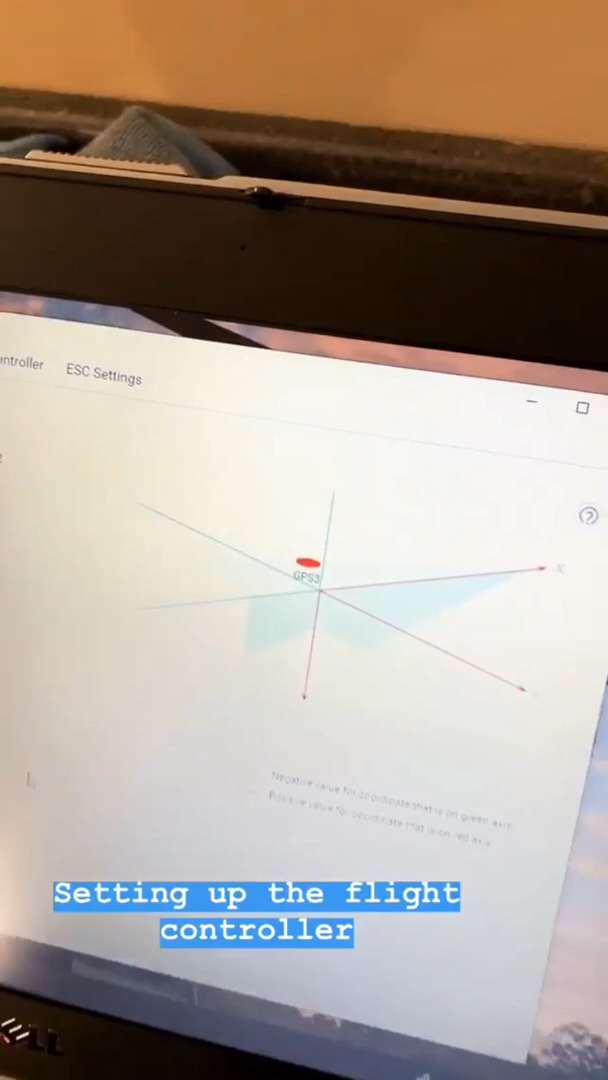 ntroller ESC Settings
GPS3
X
Negative value for coordinate that is on green axis
Positive value for coordinate that is on red axis
Setting up the flight
controller
DELL